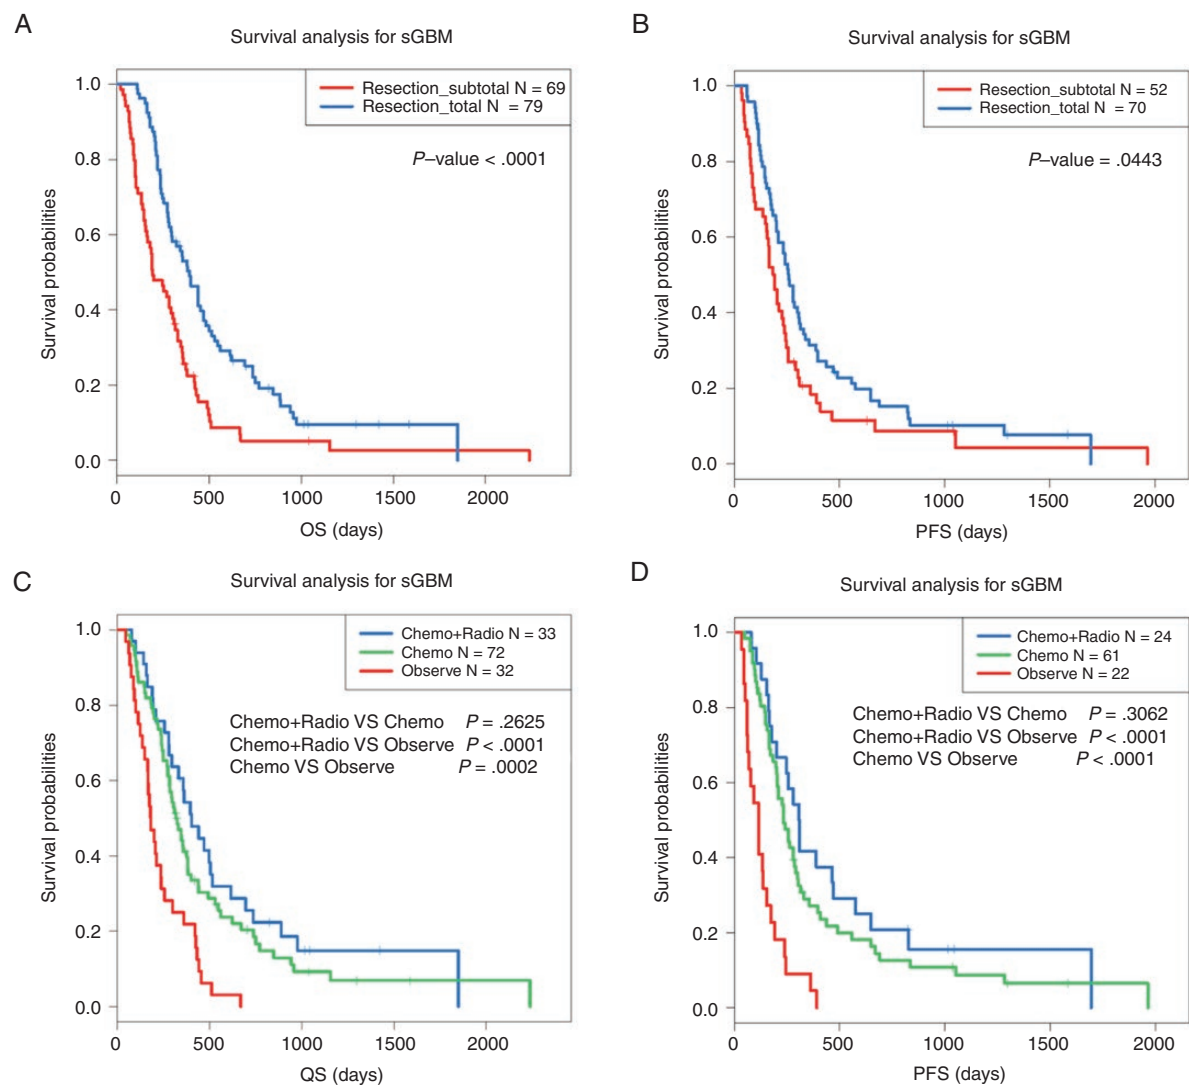 A
Survival analysis for sGBM
Resection_subtotal N = 69
Resection_total N = 79
P–value < .0001
Survival probabilities
1.0
0.8
0.6
0.4
0.2
0.0
0 500 1000 1500 2000
OS (days)
B
Survival analysis for sGBM
Resection_subtotal N = 52
Resection_total N = 70
P–value = .0443
Survival probabilities
1.0
0.8
0.6
0.4
0.2
0.0
0 500 1000 1500 2000
PFS (days)
C
Survival analysis for sGBM
Chemo+Radio N = 33
Chemo N = 72
Observe N = 32
Chemo+Radio VS Chemo P = .2625
Chemo+Radio VS Observe P < .0001
Chemo VS Observe P = .0002
Survival probabilities
1.0
0.8
0.6
0.4
0.2
0.0
0 500 1000 1500 2000
QS (days)
D
Survival analysis for sGBM
Chemo+Radio N = 24
Chemo N = 61
Observe N = 22
Chemo+Radio VS Chemo P = .3062
Chemo+Radio VS Observe P < .0001
Chemo VS Observe P < .0001
Survival probabilities
1.0
0.8
0.6
0.4
0.2
0.0
0 500 1000 1500 2000
PFS (days)